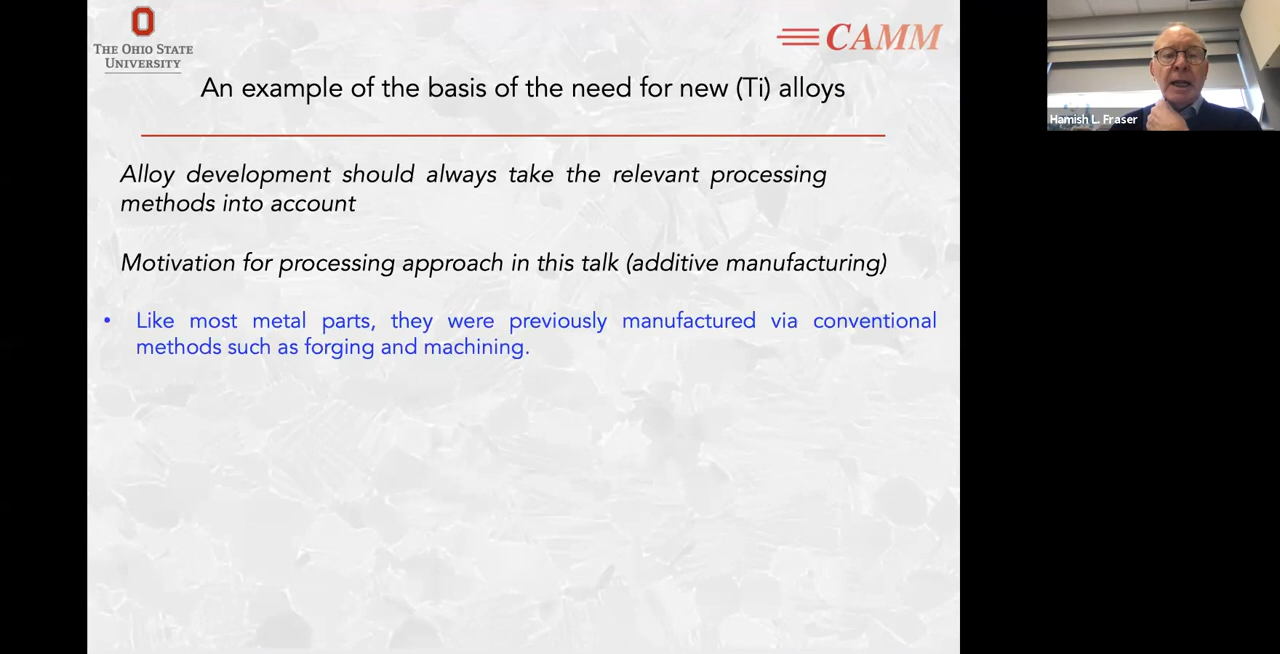 THE OHIO STATE
UNIVERSITY
CAMM
An example of the basis of the need for new (Ti) alloys
Alloy development should always take the relevant processing
methods into account
Motivation for processing approach in this talk (additive manufacturing)
• Like most metal parts, they were previously manufactured via conventional
methods such as forging and machining.
Hamish L. Fraser